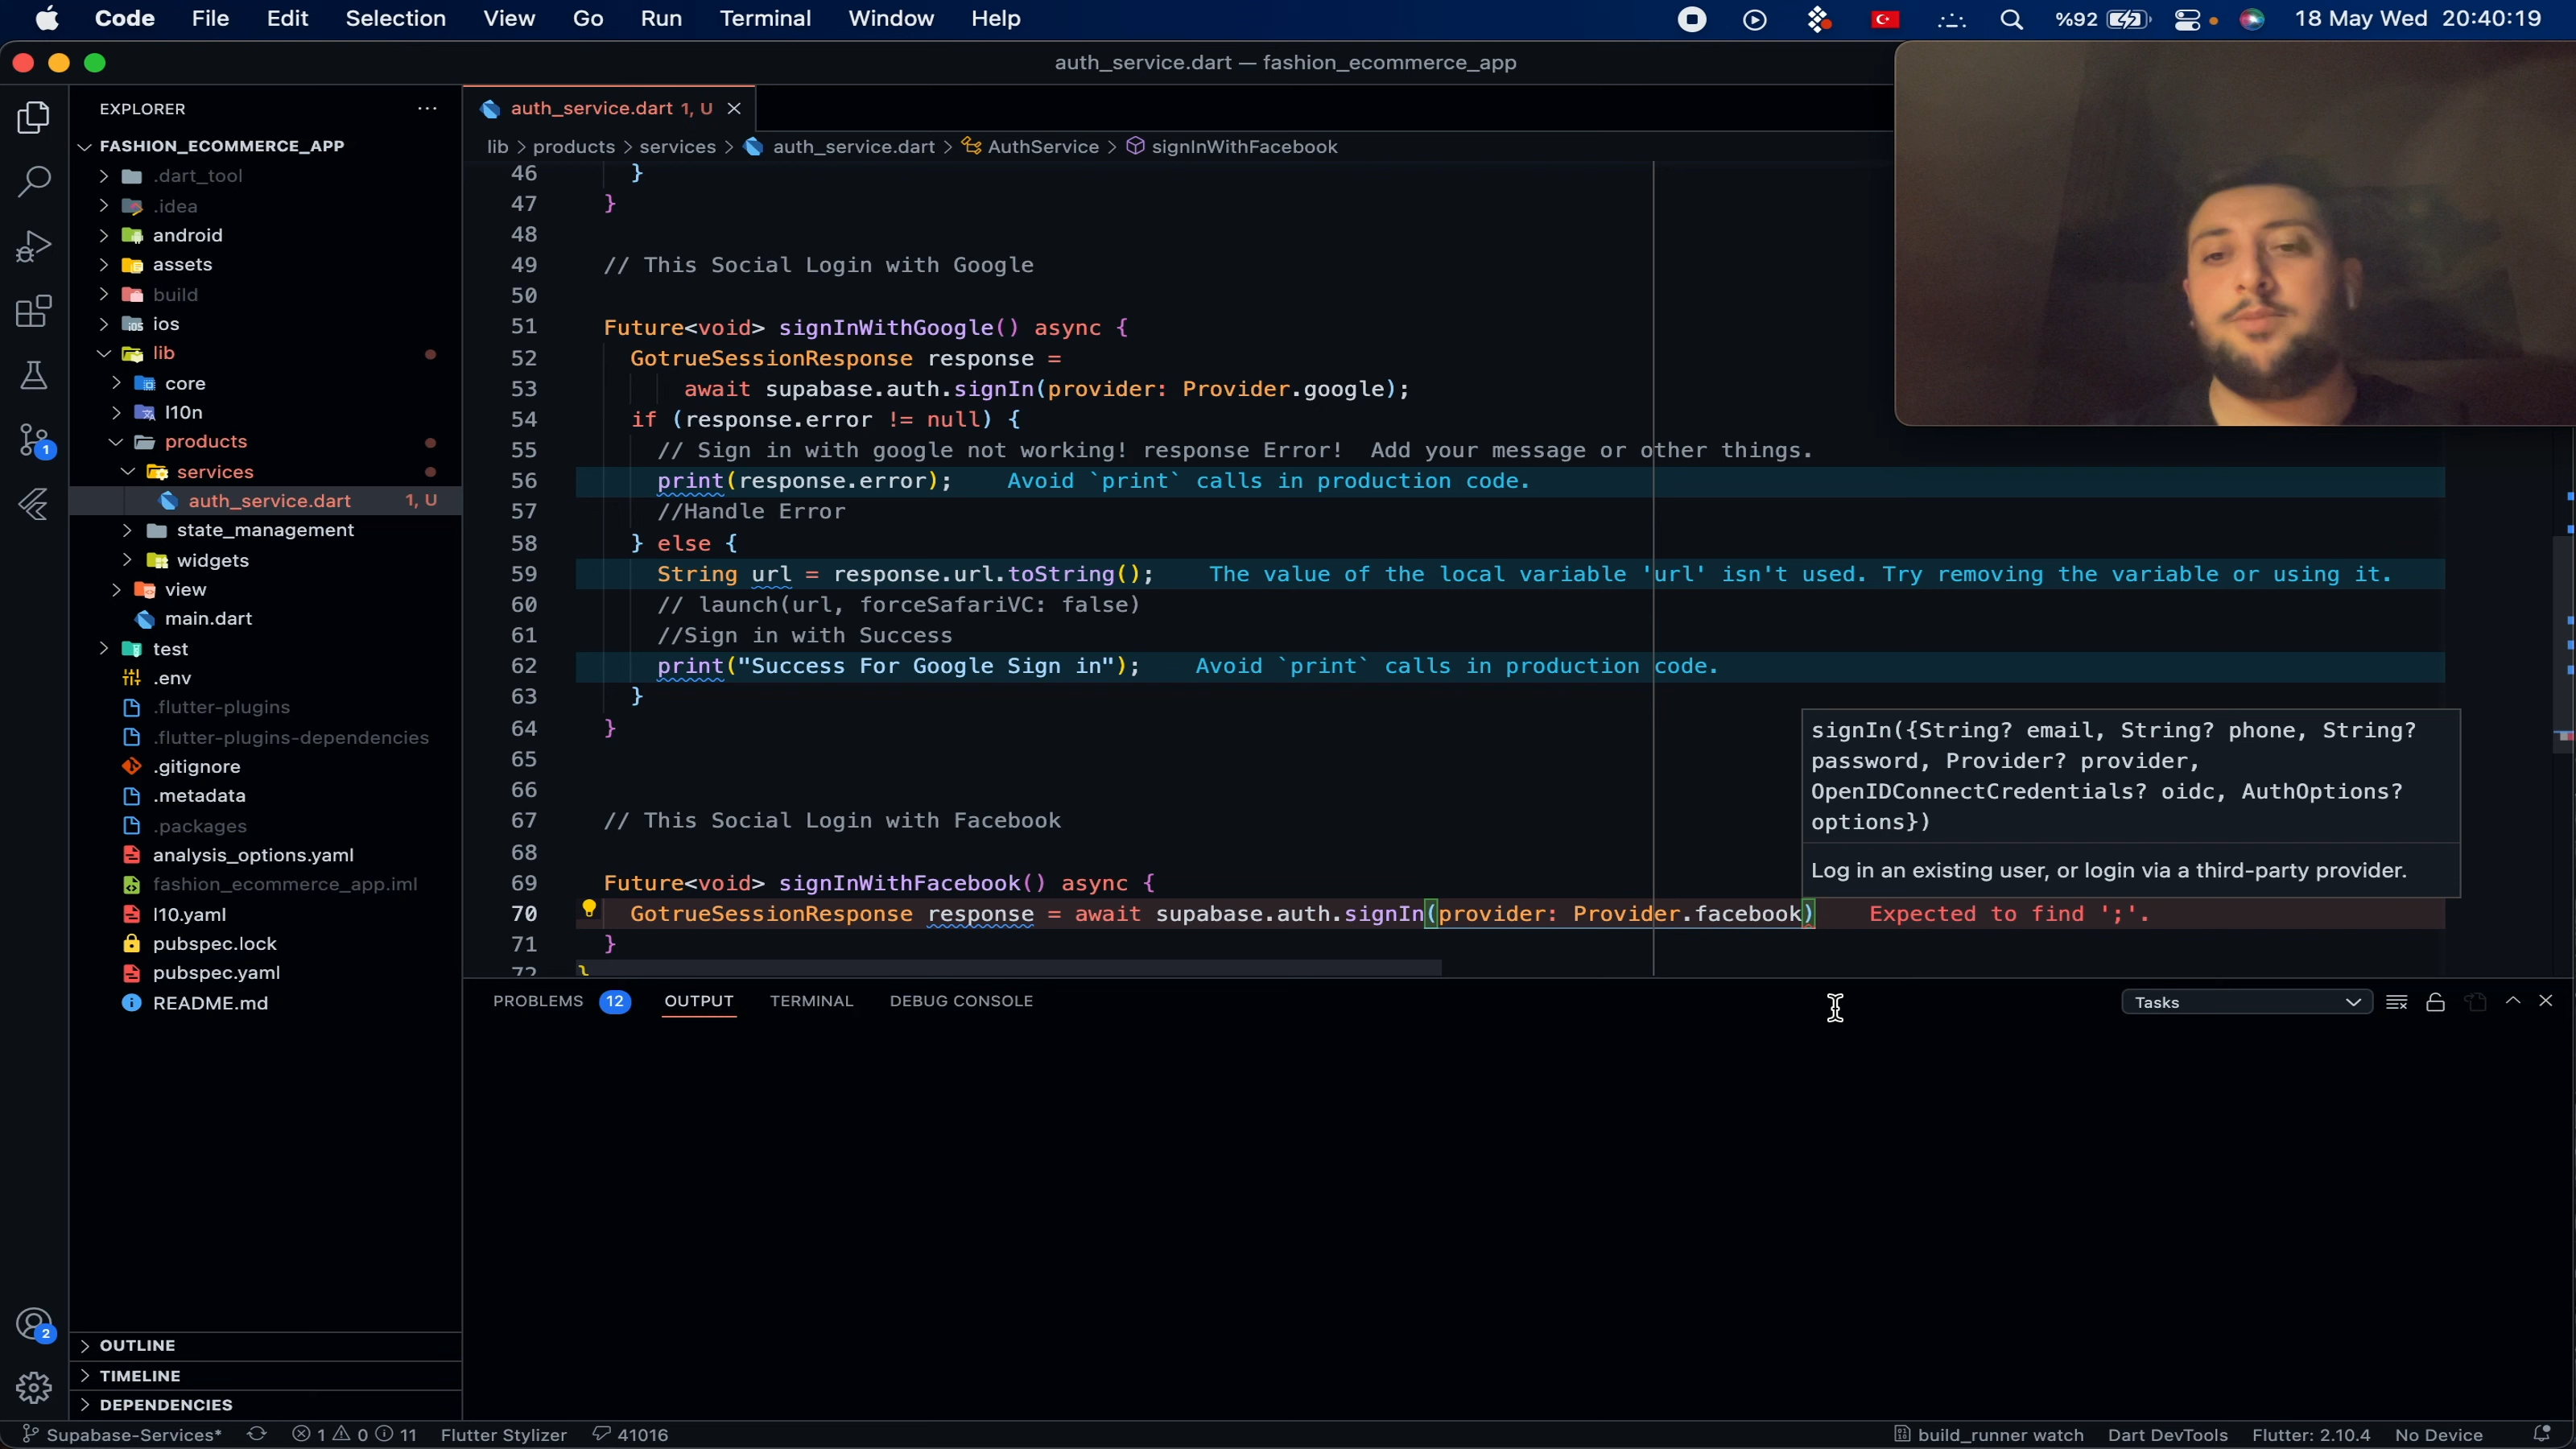 Code File Edit Selection View Go Run Terminal Window Help %92 18 May Wed 20:40:19
auth_service.dart — fashion_ecommerce_app
EXPLORER
FASHION_ECOMMERCE_APP
.dart_tool
.idea
android
assets
build
ios
lib
core
l10n
products
services
auth_service.dart 1, U
state_management
widgets
view
main.dart
test
.env
.flutter-plugins
.flutter-plugins-dependencies
.gitignore
.metadata
.packages
analysis_options.yaml
fashion_ecommerce_app.iml
l10.yaml
pubspec.lock
pubspec.yaml
README.md
OUTLINE
TIMELINE
DEPENDENCIES
1
2
auth_service.dart 1, U
lib > products > services > auth_service.dart > AuthService > signInWithFacebook
46 }
47 }
48
49 // This Social Login with Google
50
51 Future<void> signInWithGoogle() async {
52 GotrueSessionResponse response =
53 await supabase.auth.signIn(provider: Provider.google);
54 if (response.error != null) {
55 // Sign in with google not working! response Error!  Add your message or other things.
56 print(response.error); Avoid `print` calls in production code.
57 //Handle Error
58 } else {
59 String url = response.url.toString(); The value of the local variable 'url' isn't used. Try removing the variable or using it.
60 // launch(url, forceSafariVC: false)
61 //Sign in with Success
62 print("Success For Google Sign in"); Avoid `print` calls in production code.
63 }
64 }
65
66
67 // This Social Login with Facebook
68
69 Future<void> signInWithFacebook() async {
70 GotrueSessionResponse response = await supabase.auth.signIn(provider: Provider.facebook) Expected to find ';'.
71 }
72 }
signIn({String? email, String? phone, String?
password, Provider? provider,
OpenIDConnectCredentials? oidc, AuthOptions?
options})
Log in an existing user, or login via a third-party provider.
PROBLEMS 12 OUTPUT TERMINAL DEBUG CONSOLE Tasks
Supabase-Services* 1 0 11 Flutter Stylizer 41016 build_runner watch Dart DevTools Flutter: 2.10.4 No Device